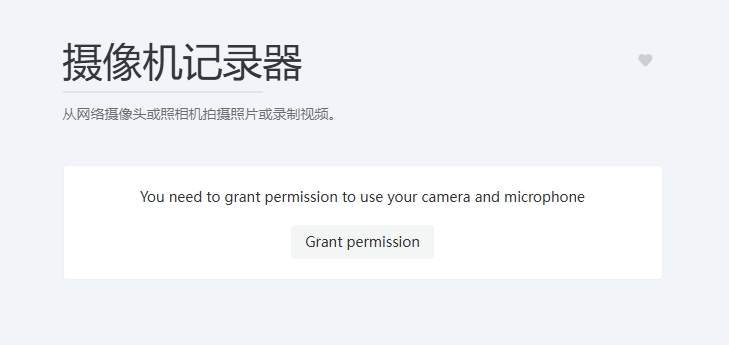 摄像机记录器
从网络摄像头或照相机拍摄照片或录制视频。
You need to grant permission to use your camera and microphone
Grant permission